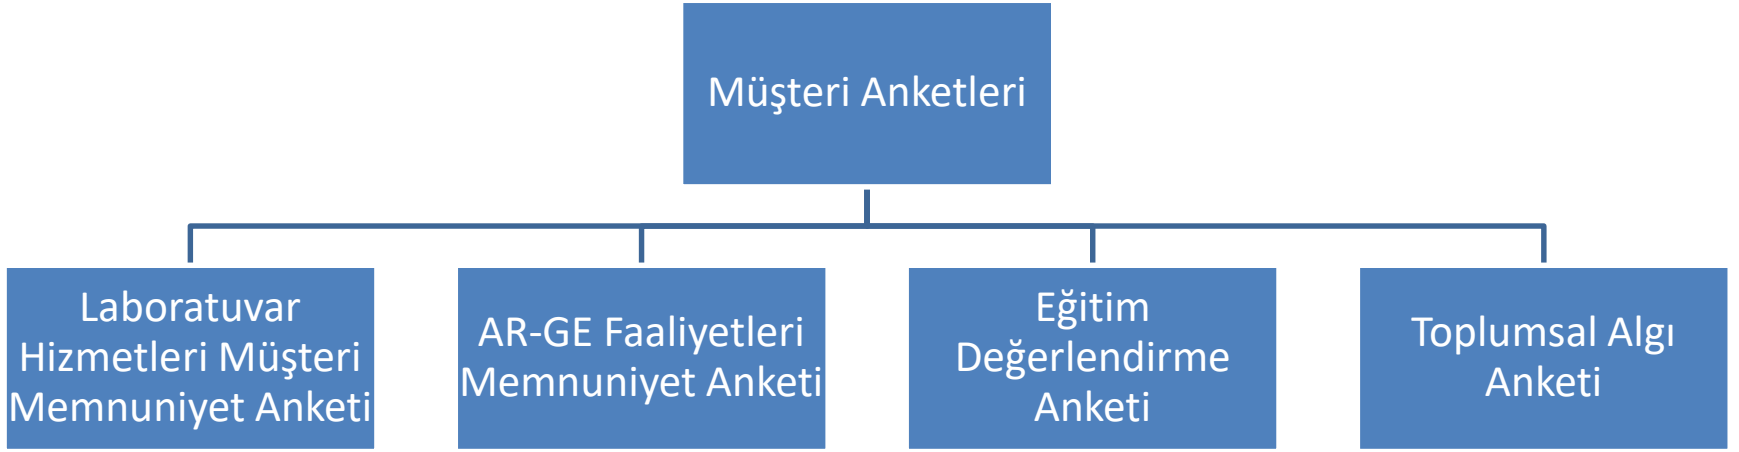 Müşteri Anketleri
Laboratuvar
Hizmetleri Müşteri
Memnuniyet Anketi
AR-GE Faaliyetleri
Memnuniyet Anketi
Eğitim
Değerlendirme
Anketi
Toplumsal Algı
Anketi